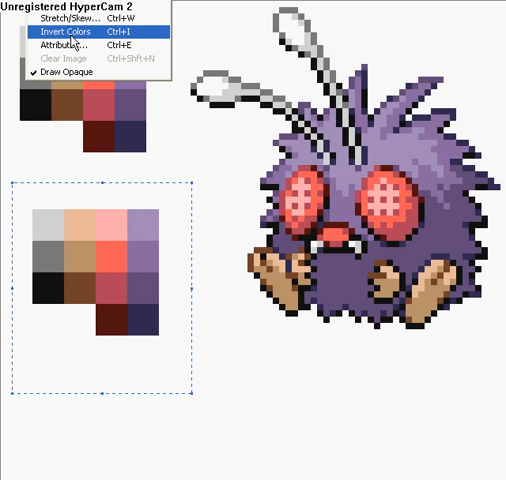 Unregistered HyperCam 2
Stretch/Skew... Ctrl+W
Invert Colors Ctrl+I
Attributes... Ctrl+E
Clear Image Ctrl+Shft+N
Draw Opaque